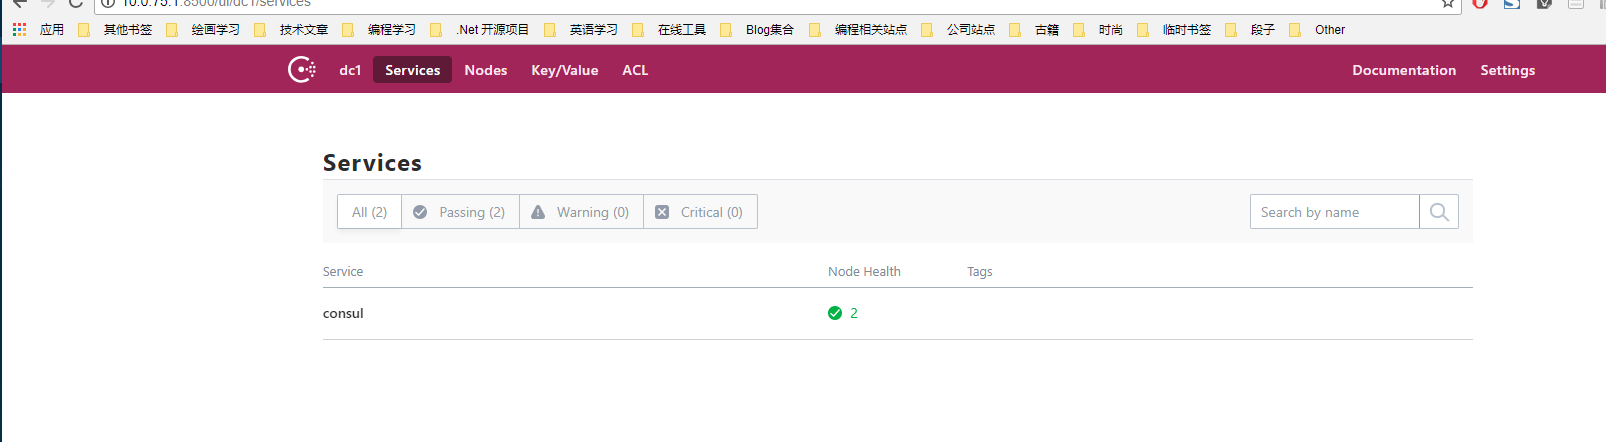 10.0.75.1:8500/ui/dc1/services
应用 其他书签 绘画学习 技术文章 编程学习 .Net 开源项目 英语学习 在线工具 Blog集合 编程相关站点 公司站点 古籍 时尚 临时书签 段子 Other
dc1 Services Nodes Key/Value ACL Documentation Settings
Services
All (2) Passing (2) Warning (0) Critical (0) Search by name
Service Node Health Tags
consul 2